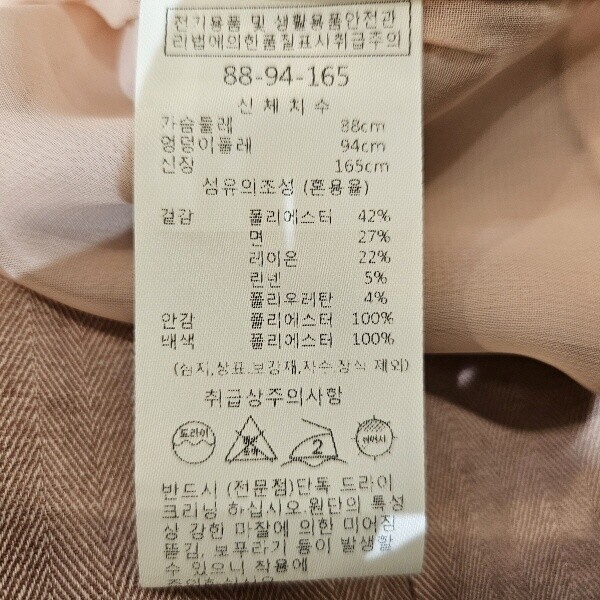 전기용품 및 생활용품안전관
리법에의한품질표시취급주의
88-94-165
신체치수
가슴둘레 88cm
엉덩이둘레 94cm
신장 165cm
섬유의조성 (혼용율)
겉감 폴리에스터 42%
면 27%
레이온 22%
린넨 5%
폴리우레탄 4%
안감 폴리에스터 100%
배색 폴리에스터 100%
(심지,상표,보강재,자수,장식 제외)
취급상주의사항
드라이 2
반드시 (전문점)단독 드라이
크리닝 하십시오.원단의 특성
상 강한 마찰에 의한 미어짐
뜯김, 보푸라기 등이 발생할
수 있으니 착용에